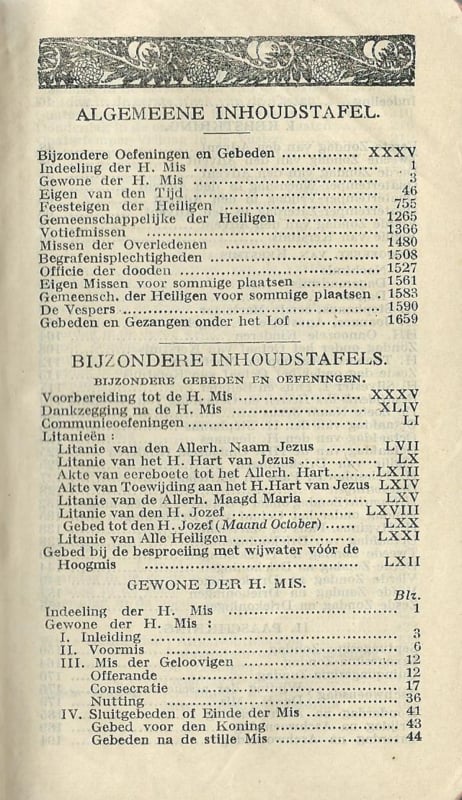 ALGEMEENE INHOUDSTAFEL.
Bijzondere Oefeningen en Gebeden ............... XXXV
Indeeling der H. Mis ............................... 1
Gewone der H. Mis ............................... 3
Eigen van den Tijd ............................... 46
Feesteigen der Heiligen ......................... 755
Gemeenschappelijke der Heiligen ............... 1265
Votiefmissen ............................... 1366
Missen der Overledenen ......................... 1480
Begrafenisplechtigheden ......................... 1508
Officie der dooden ............................... 1527
Eigen Missen voor sommige plaatsen ............ 1561
Gemeensch. der Heiligen voor sommige plaatsen . 1583
De Vespers ............................... 1590
Gebeden en Gezangen onder het Lof ............ 1659
BIJZONDERE INHOUDSTAFELS.
BIJZONDERE GEBEDEN EN OEFENINGEN.
Voorbereiding tot de H. Mis .................. XXXV
Dankzegging na de H. Mis .................. XLIV
Communieoefeningen ......................... LI
Litanieën :
Litanie van den Allerh. Naam Jezus ......... LVII
Litanie van het H. Hart van Jezus ............ LX
Akte van eereboete tot het Allerh. Hart........ LXIII
Akte van Toewijding aan het H.Hart van Jezus LXIV
Litanie van de Allerh. Maagd Maria ......... LXV
Litanie van den H. Jozef .................. LXVIII
Gebed tot den H. Jozef (Maand October) ...... LXX
Litanie van Alle Heiligen .................. LXXI
Gebed bij de besproeiing met wijwater vóór de
Hoogmis ............................... LXII
GEWONE DER H. MIS.
Blz.
Indeeling der H. Mis ......................... 1
Gewone der H. Mis :
I. Inleiding ............................... 3
II. Voormis ............................... 6
III. Mis der Geloovigen ......................... 12
Offerande ............................... 12
Consecratie ............................... 17
Nutting ............................... 36
IV. Sluitgebeden of Einde der Mis ............... 41
Gebed voor den Koning ..................... 43
Gebeden na de stille Mis ..................... 44